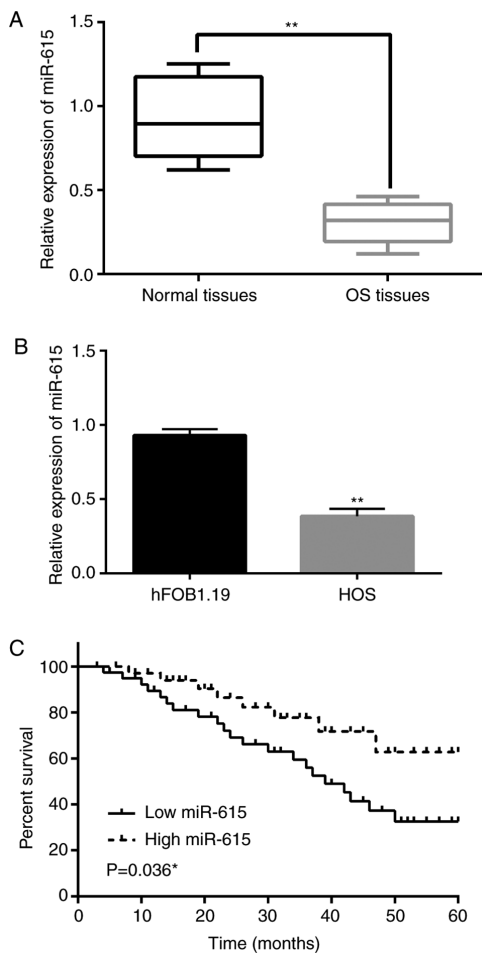 A
Relative expression of miR-615
1.5
1.0
0.5
0.0
**
Normal tissues
OS tissues
B
Relative expression of miR-615
1.5
1.0
0.5
0.0
**
hFOB1.19
HOS
C
Percent survival
100
80
60
40
20
0
Low miR-615
High miR-615
P=0.036*
0 10 20 30 40 50 60
Time (months)